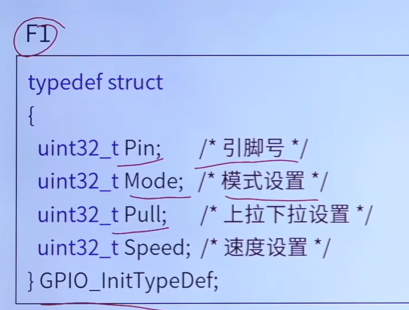 F1
typedef struct
{
uint32_t Pin; /* 引脚号 */
uint32_t Mode; /* 模式设置 */
uint32_t Pull; /* 上拉下拉设置 */
uint32_t Speed; /* 速度设置 */
} GPIO_InitTypeDef;